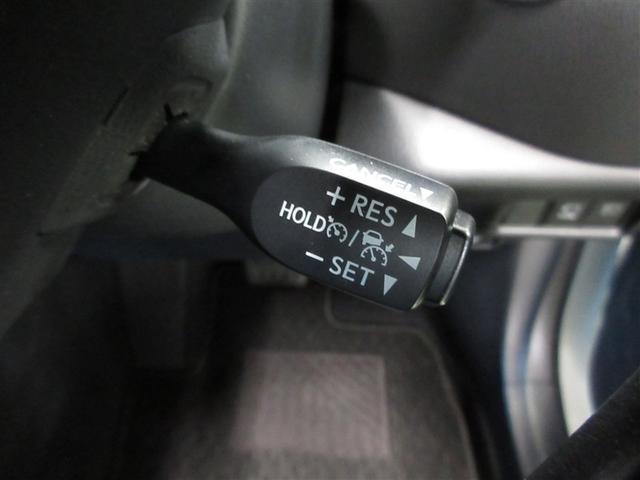 CANCEL
+ RES
HOLD /
− SET